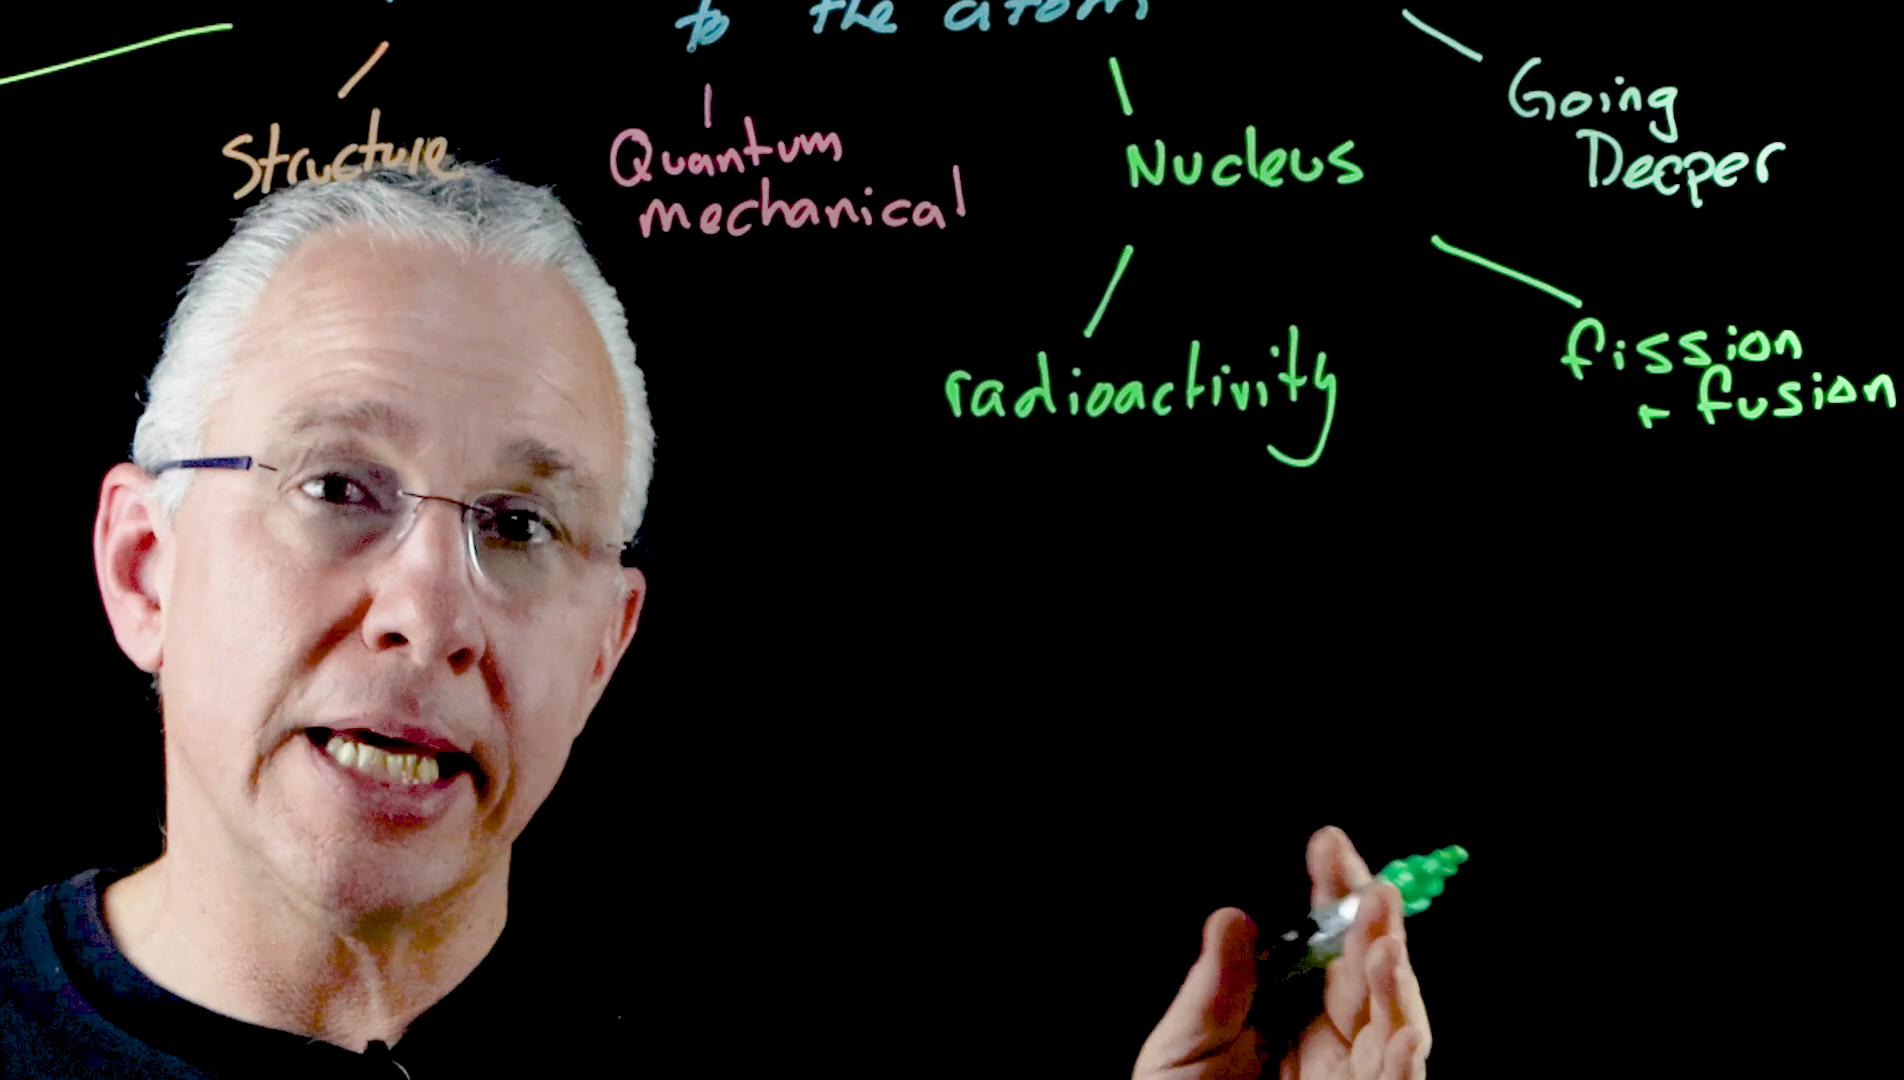 to the atom
Structure
Quantum
mechanical
Nucleus
Going
Deeper
radioactivity
fission
+ fusion